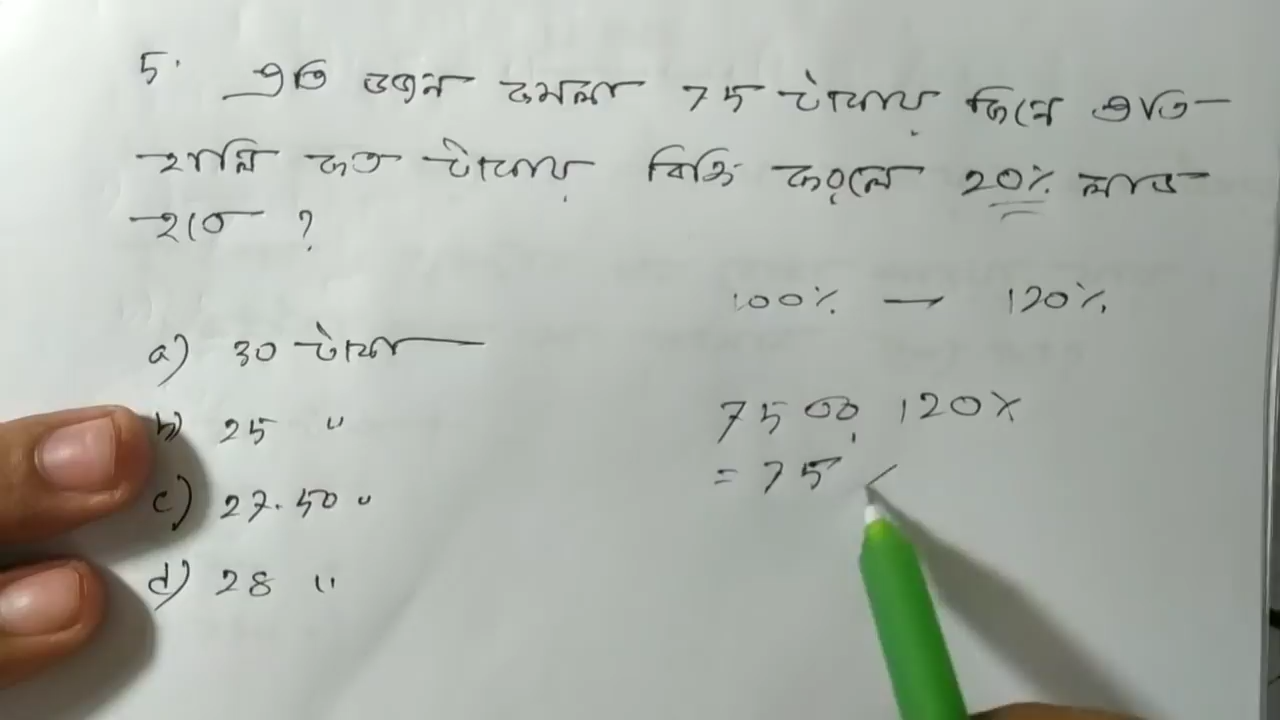 5. প্রতি ডজন কমলা 75 টাকায় কিনে প্রতি
হালি কত টাকায় বিক্রি করলে 20% লাভ
হবে ?
100% → 120%
a) 30 টাকা
75 এর 120%
b) 25 "
= 75
c) 27.50 "
d) 28 "